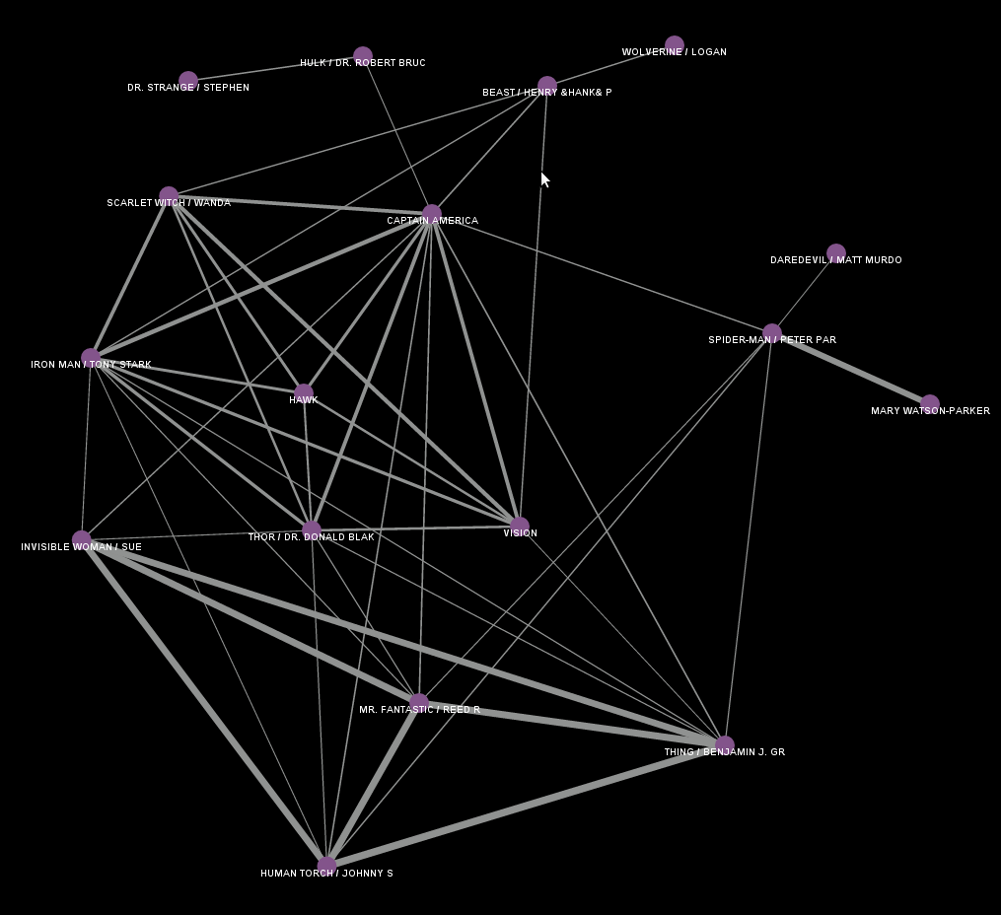 WOLVERINE / LOGAN
HULK / DR. ROBERT BRUC
DR. STRANGE / STEPHEN
BEAST / HENRY &HANK& P
SCARLET WITCH / WANDA
CAPTAIN AMERICA
DAREDEVIL / MATT MURDO
SPIDER-MAN / PETER PAR
IRON MAN / TONY STARK
HAWK
MARY WATSON-PARKER
VISION
THOR / DR. DONALD BLAK
INVISIBLE WOMAN / SUE
MR. FANTASTIC / REED R
THING / BENJAMIN J. GR
HUMAN TORCH / JOHNNY S